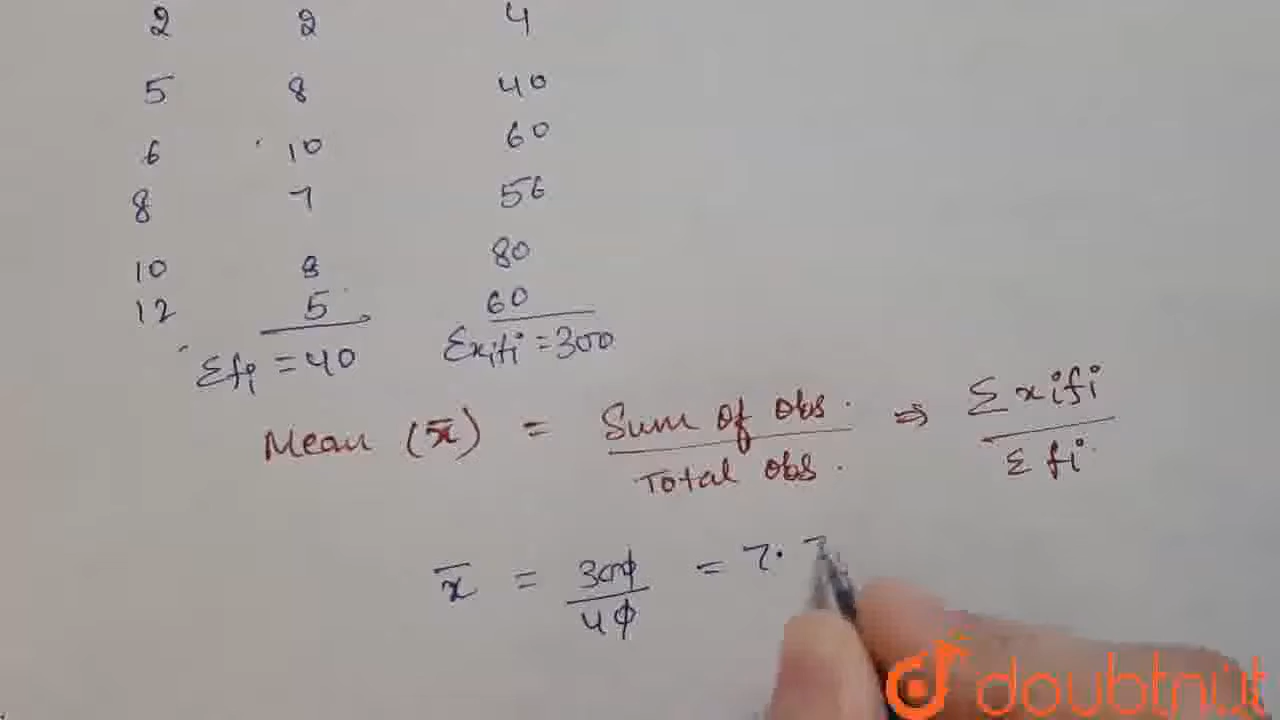 2 2 4
5 8 40
6 10 60
8 7 56
10 8 80
12 5 60
Σfi = 40 Σxifi = 300
Mean (x̄) = Sum of obs. ⇒ Σxifi
Total obs. Σfi
x̄ = 300 = 7.
40
doubtnut